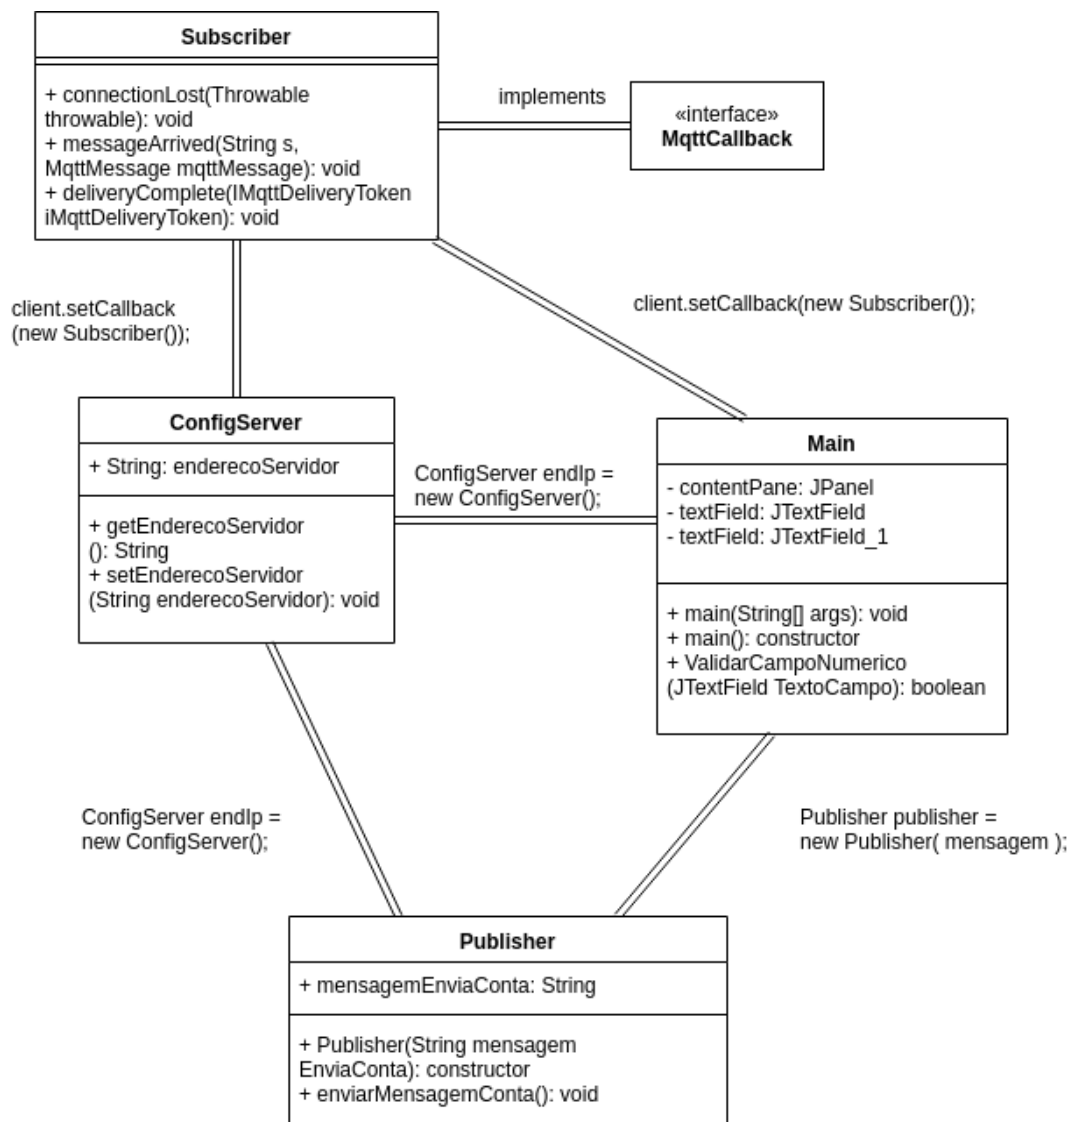 Subscriber
+ connectionLost(Throwable
throwable): void
+ messageArrived(String s,
MqttMessage mqttMessage): void
+ deliveryComplete(IMqttDeliveryToken
iMqttDeliveryToken): void
implements
«interface»
MqttCallback
client.setCallback
(new Subscriber());
client.setCallback(new Subscriber());
ConfigServer
+ String: enderecoServidor
+ getEnderecoServidor
(): String
+ setEnderecoServidor
(String enderecoServidor): void
ConfigServer endIp =
new ConfigServer();
Main
- contentPane: JPanel
- textField: JTextField
- textField: JTextField_1
+ main(String[] args): void
+ main(): constructor
+ ValidarCampoNumerico
(JTextField TextoCampo): boolean
ConfigServer endIp =
new ConfigServer();
Publisher publisher =
new Publisher( mensagem );
Publisher
+ mensagemEnviaConta: String
+ Publisher(String mensagem
EnviaConta): constructor
+ enviarMensagemConta(): void